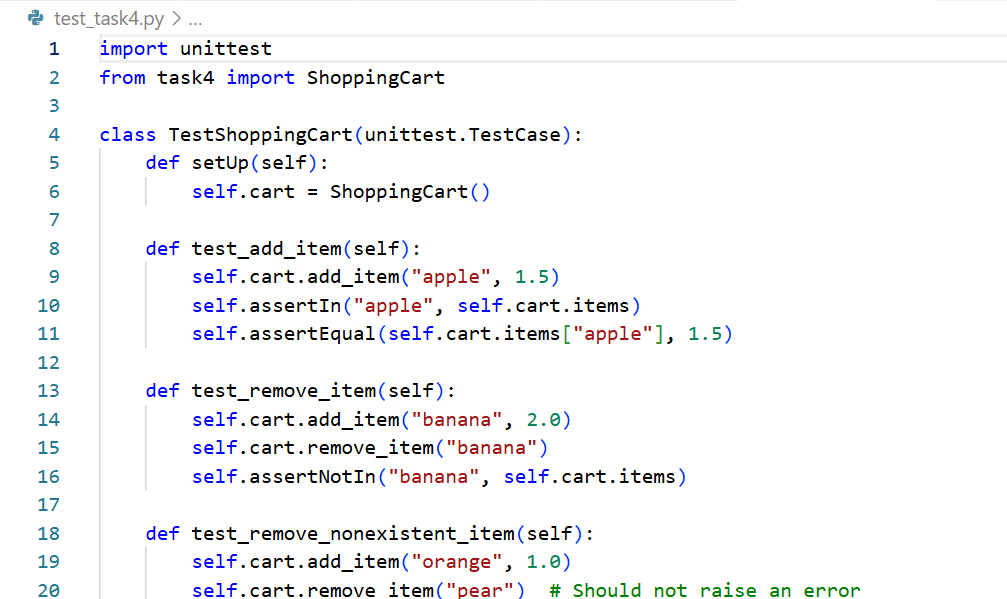 test_task4.py > ...
1 import unittest
2 from task4 import ShoppingCart
3
4 class TestShoppingCart(unittest.TestCase):
5     def setUp(self):
6         self.cart = ShoppingCart()
7
8     def test_add_item(self):
9         self.cart.add_item("apple", 1.5)
10         self.assertIn("apple", self.cart.items)
11         self.assertEqual(self.cart.items["apple"], 1.5)
12
13     def test_remove_item(self):
14         self.cart.add_item("banana", 2.0)
15         self.cart.remove_item("banana")
16         self.assertNotIn("banana", self.cart.items)
17
18     def test_remove_nonexistent_item(self):
19         self.cart.add_item("orange", 1.0)
20         self.cart.remove_item("pear")  # Should not raise an error